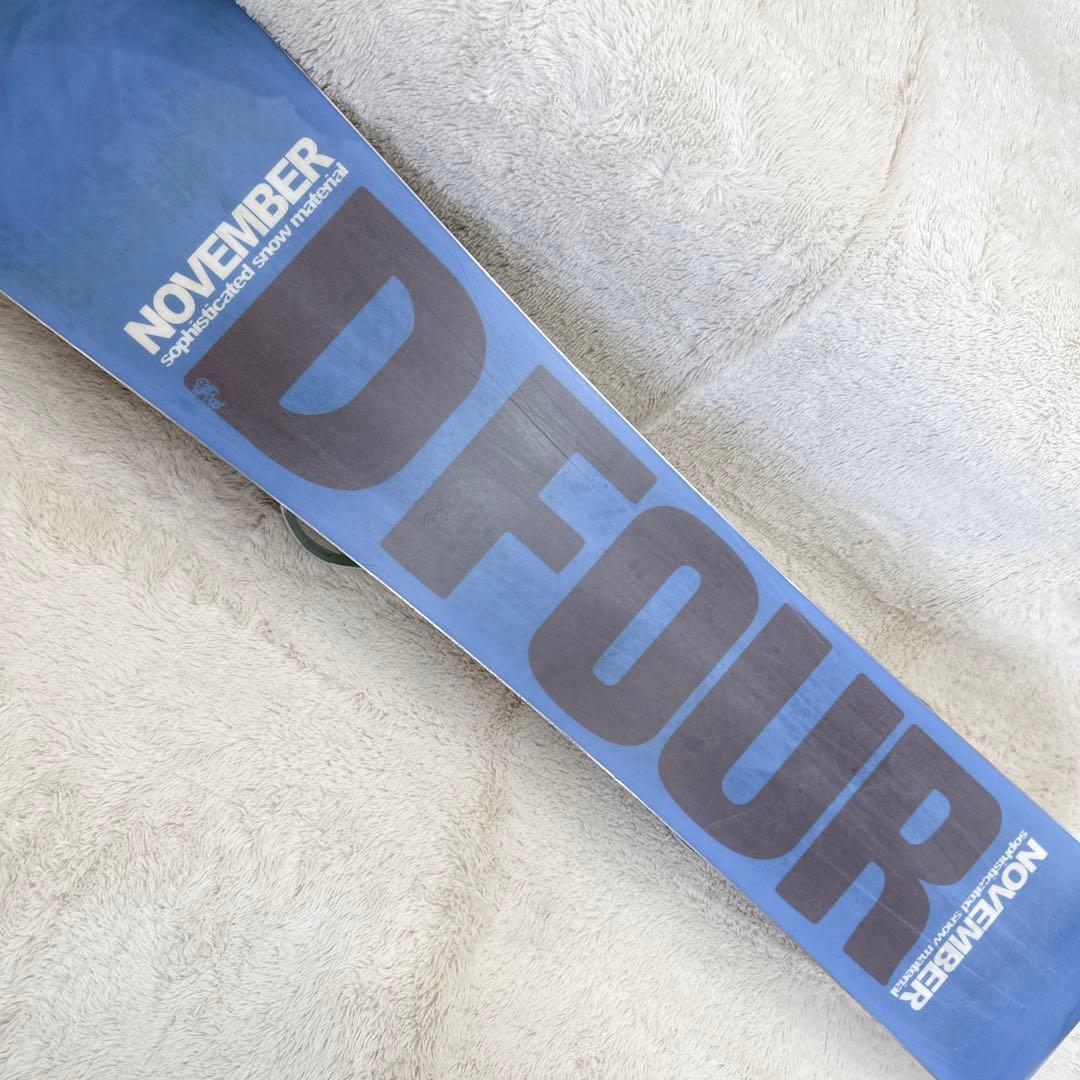 NOVEMBER
sophisticated snow material
DFOUR
NOVEMBER
sophisticated snow material